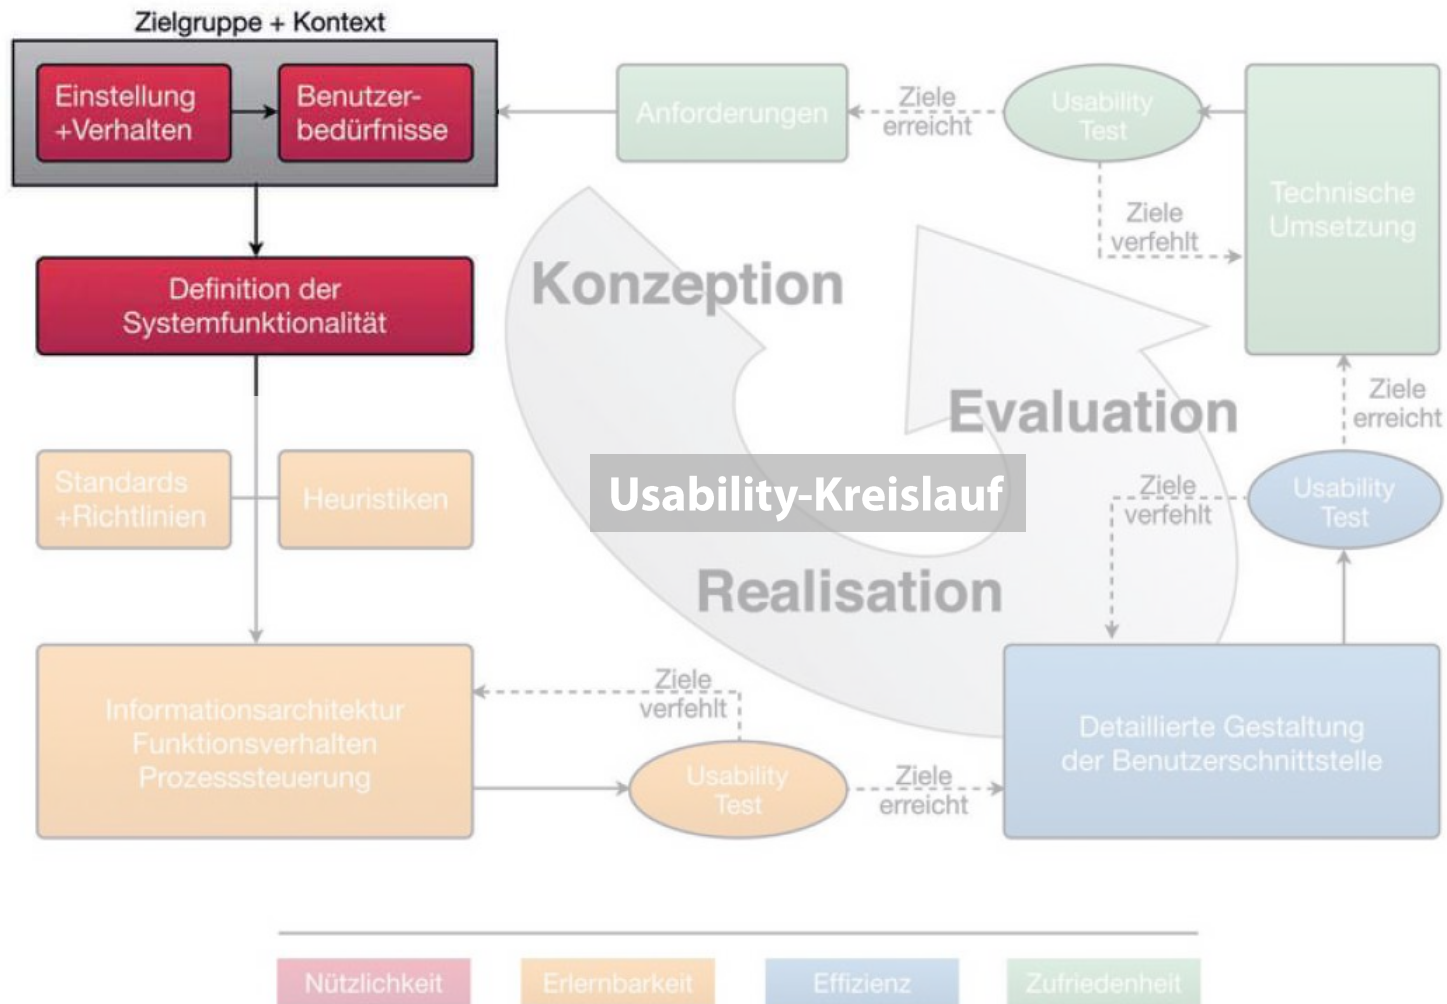 Zielgruppe + Kontext
Einstellung
+Verhalten
Benutzer-
bedürfnisse
Anforderungen
Ziele
erreicht
Usability
Test
Technische
Umsetzung
Ziele
verfehlt
Definition der
Systemfunktionalität
Konzeption
Evaluation
Ziele
erreicht
Standards
+Richtlinien
Heuristiken
Usability-Kreislauf
Ziele
verfehlt
Usability
Test
Realisation
Informationsarchitektur
Funktionsverhalten
Prozesssteuerung
Ziele
verfehlt
Usability
Test
Ziele
erreicht
Detaillierte Gestaltung
der Benutzerschnittstelle
Nützlichkeit
Erlernbarkeit
Effizienz
Zufriedenheit